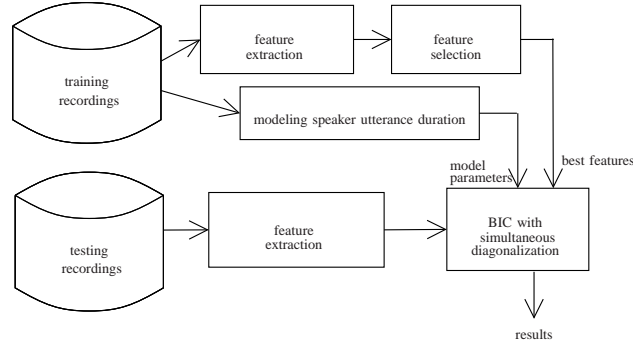 training
recordings
feature
extraction
feature
selection
modeling speaker utterance duration
model
parameters
best features
testing
recordings
feature
extraction
BIC with
simultaneous
diagonalization
results